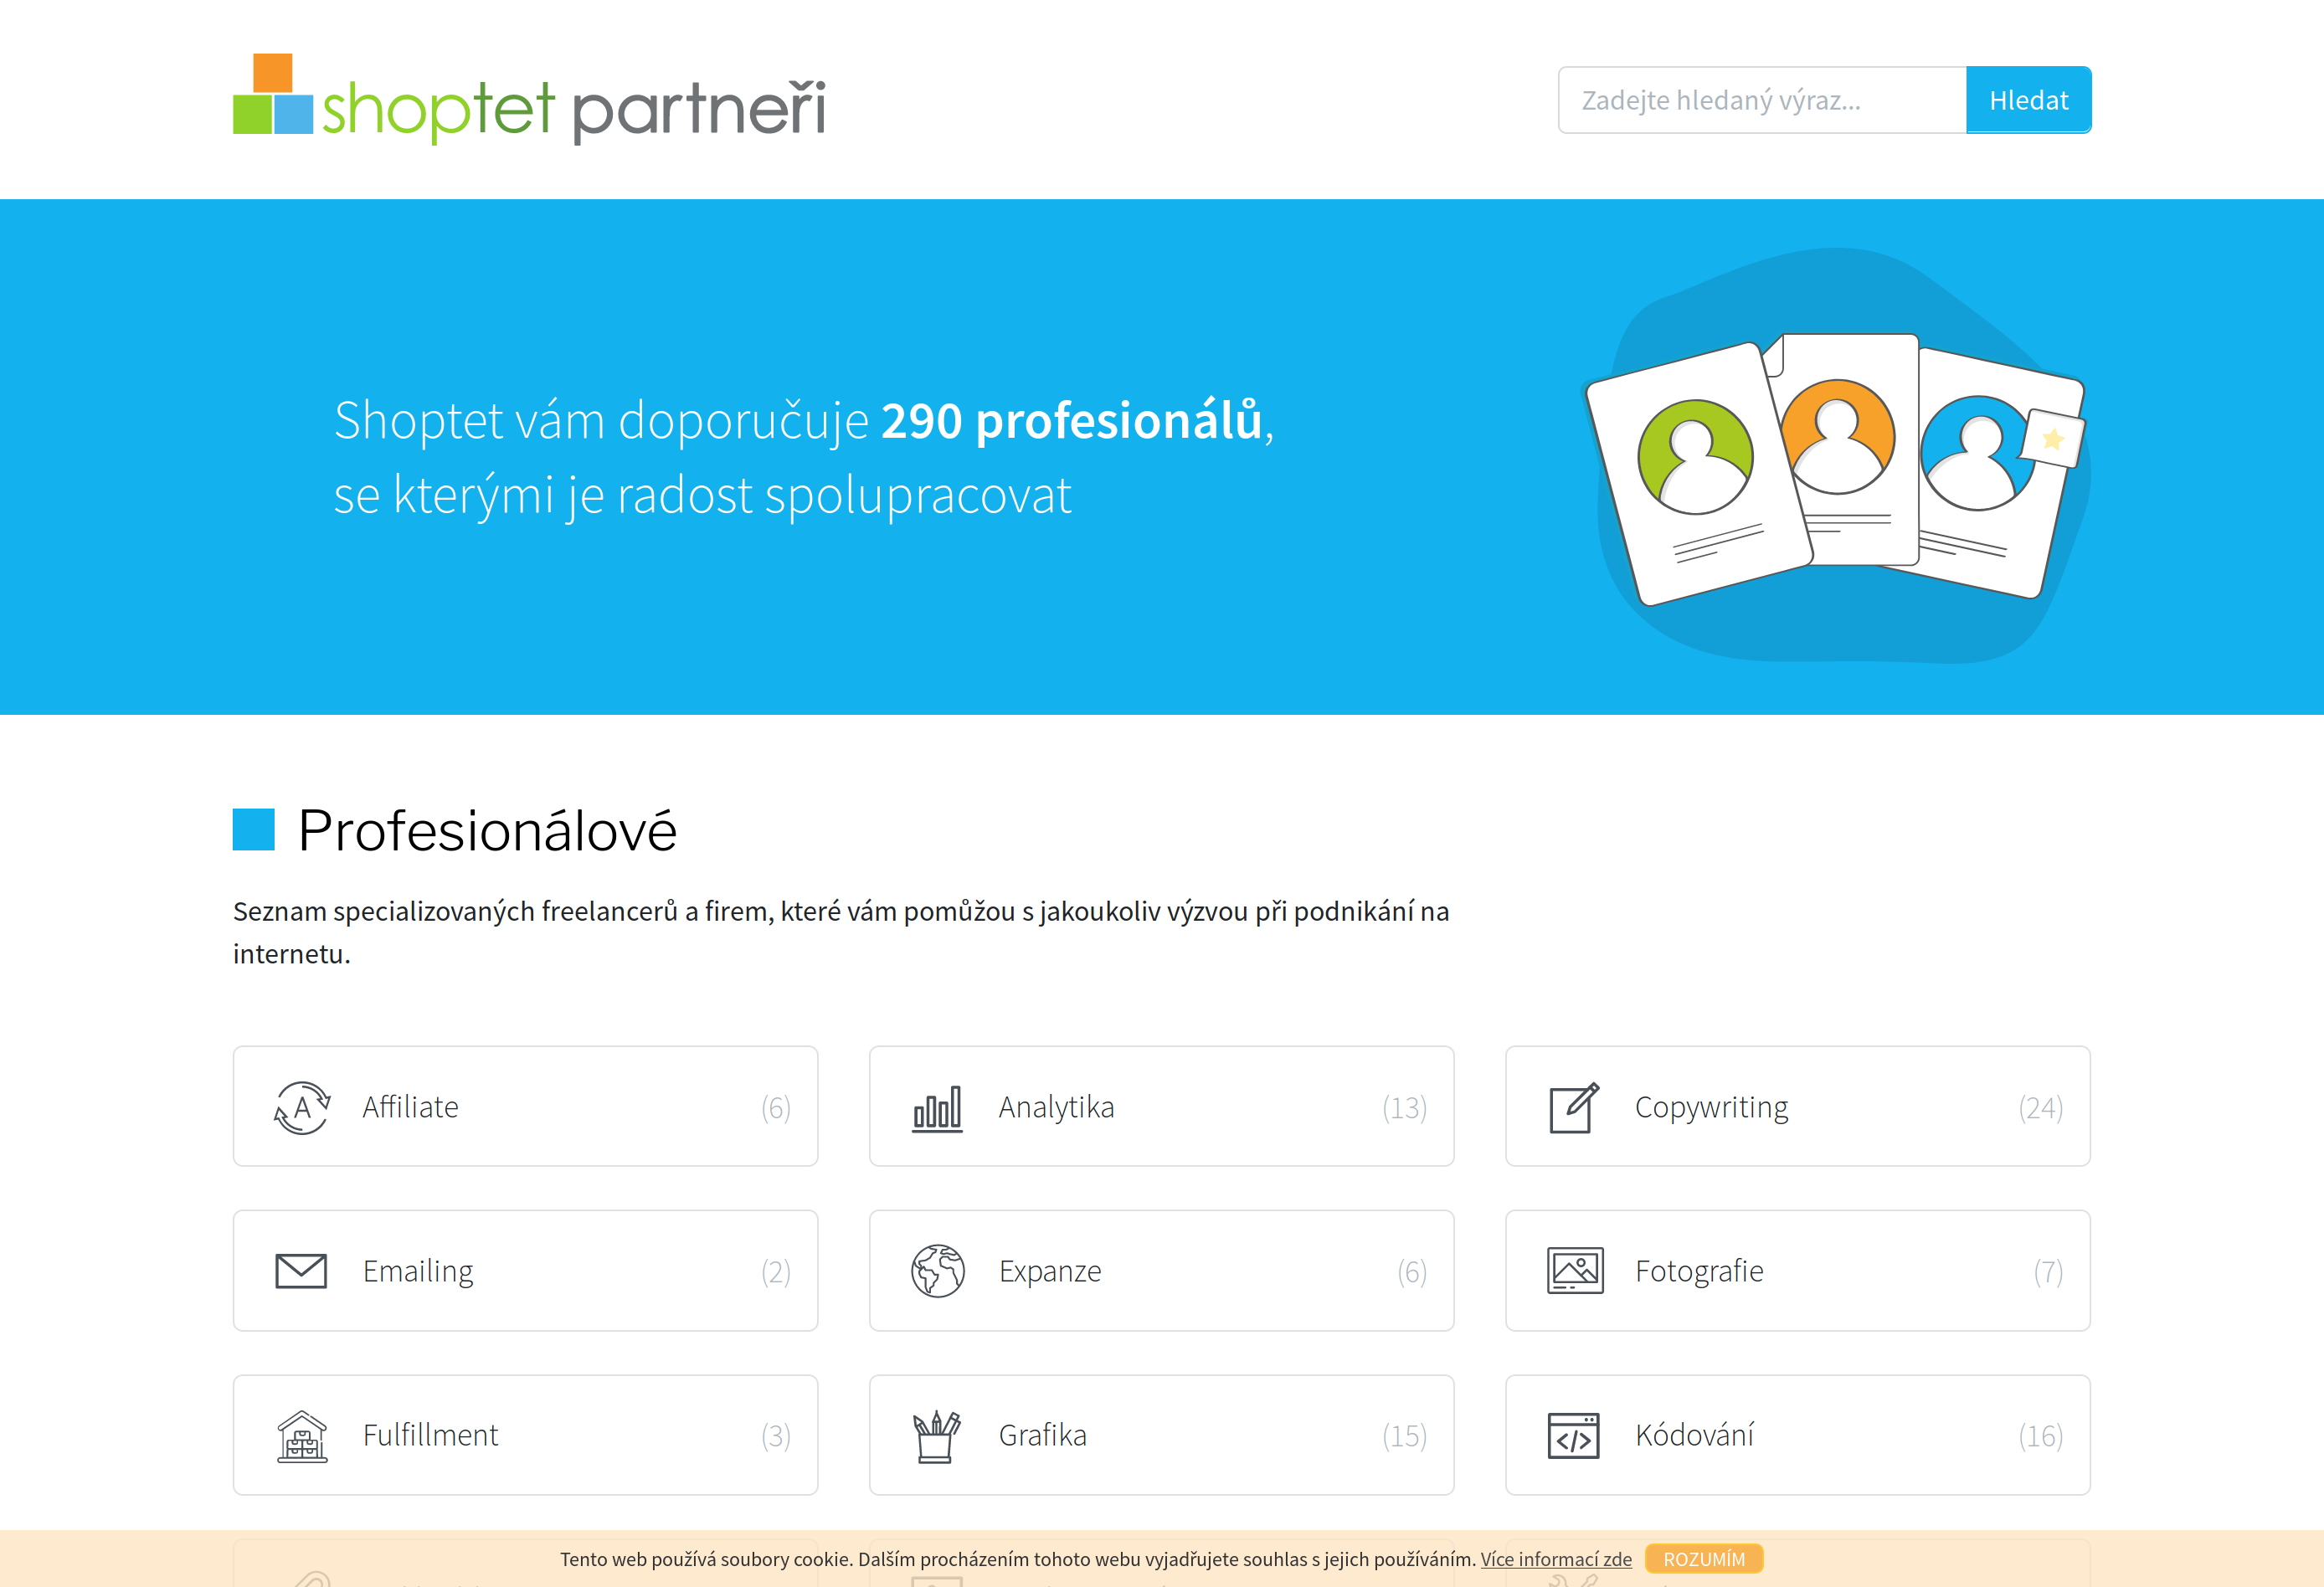 shoptet partneři
Zadejte hledaný výraz...
Hledat
Shoptet vám doporučuje 290 profesionálů,
se kterými je radost spolupracovat
Profesionálové
Seznam specializovaných freelancerů a firem, které vám pomůžou s jakoukoliv výzvou při podnikání na
internetu.
A
Affiliate (6)
Analytika (13)
Copywriting (24)
Emailing (2)
Expanze (6)
Fotografie (7)
Fulfillment (3)
Grafika (15)
Kódování (16)
Tento web používá soubory cookie. Dalším procházením tohoto webu vyjadřujete souhlas s jejich používáním. Více informací zde ROZUMÍM